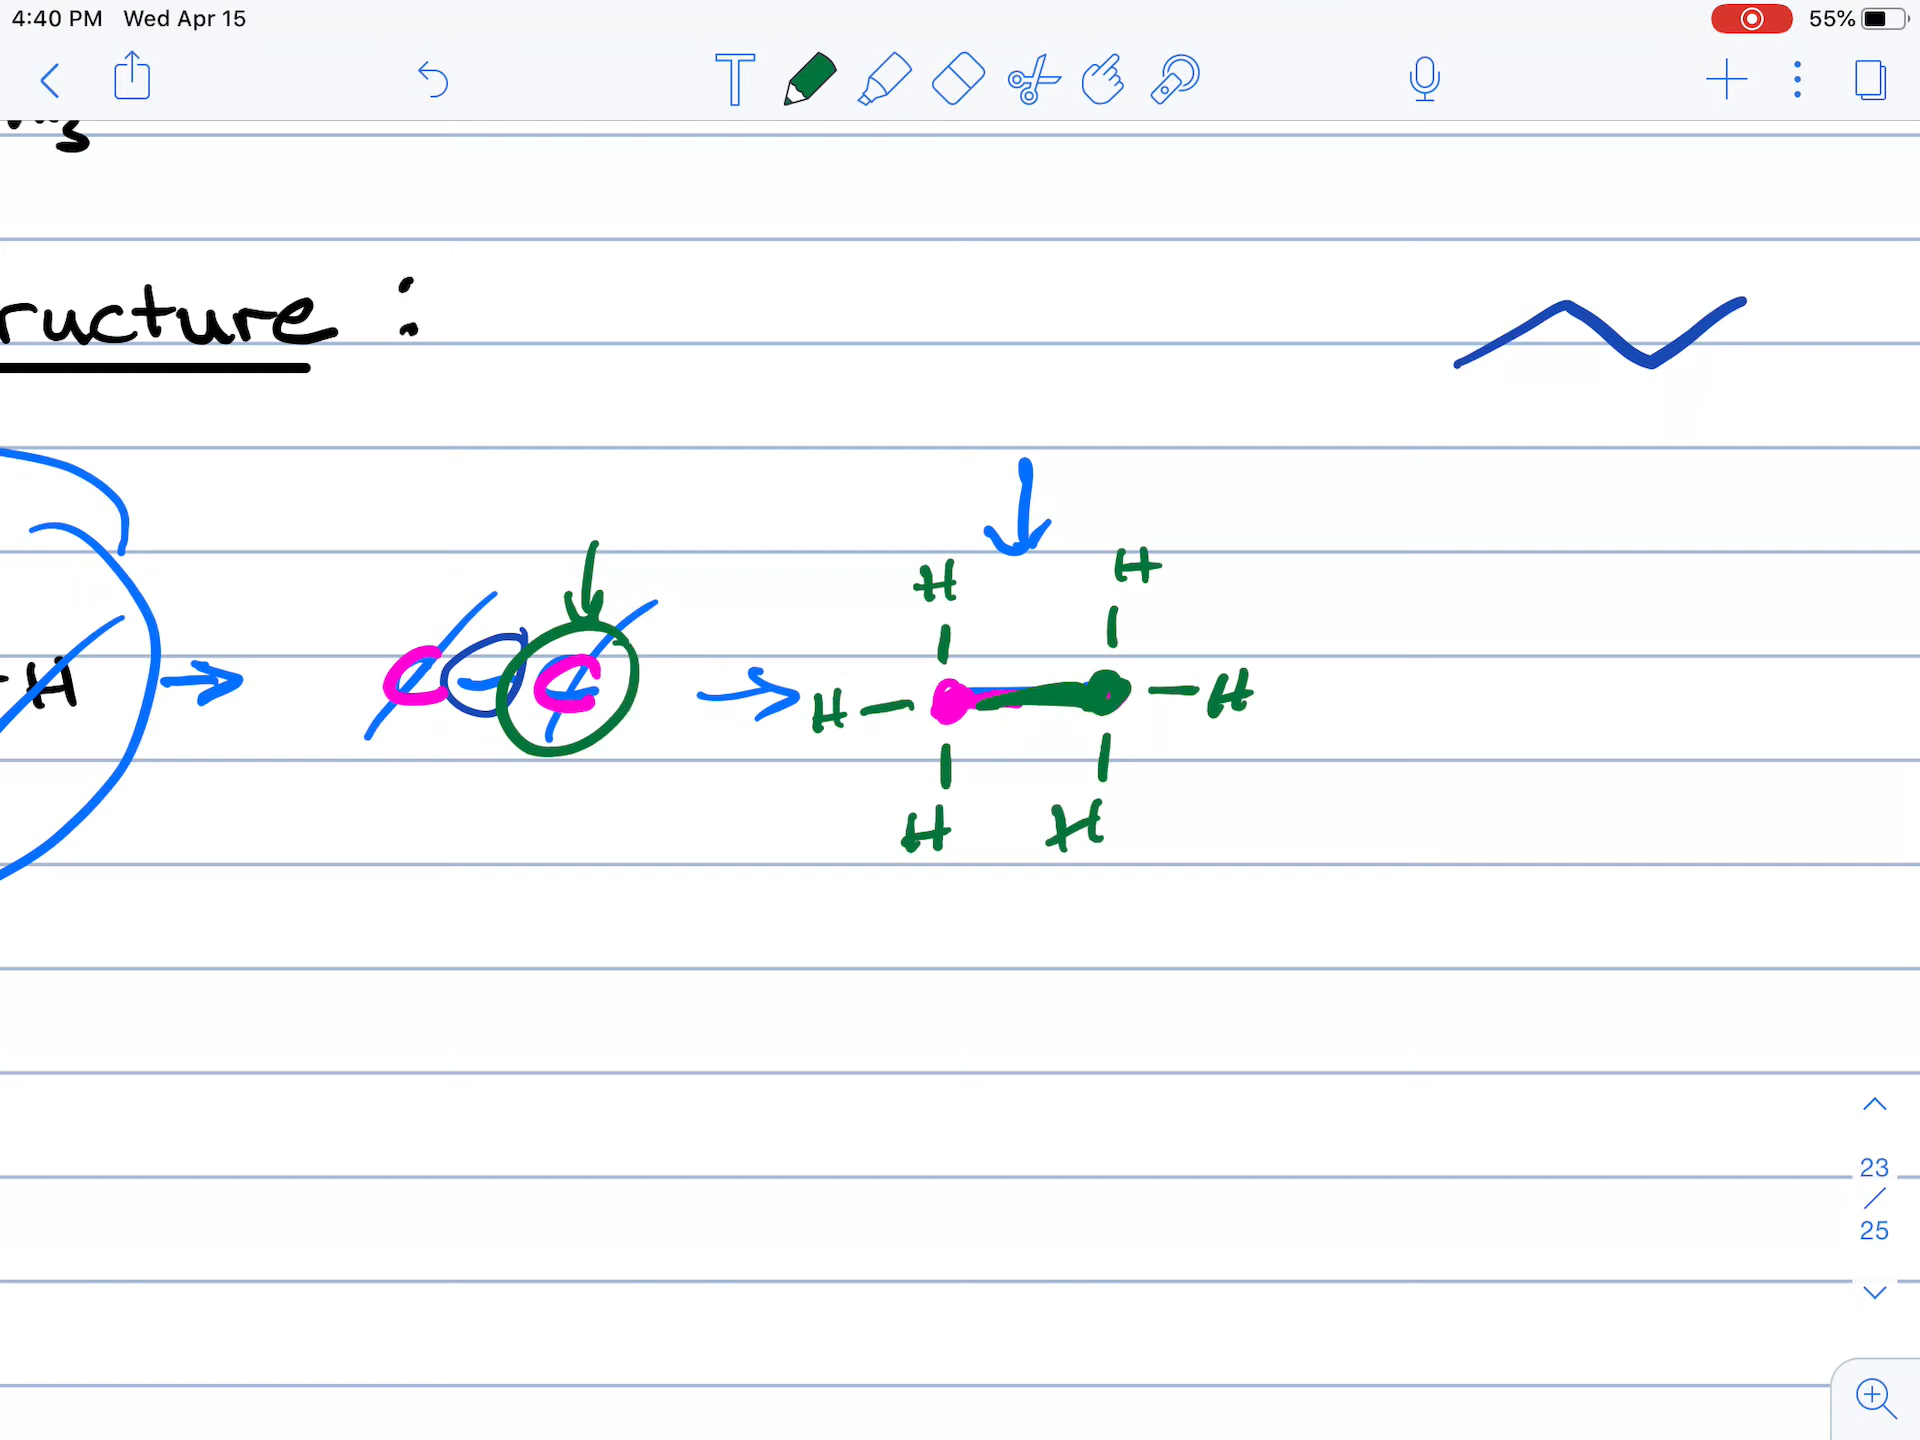 4:40 PM Wed Apr 15
55%
T
ructure :
H H
-H C-C H- -H
H H
23
/
25